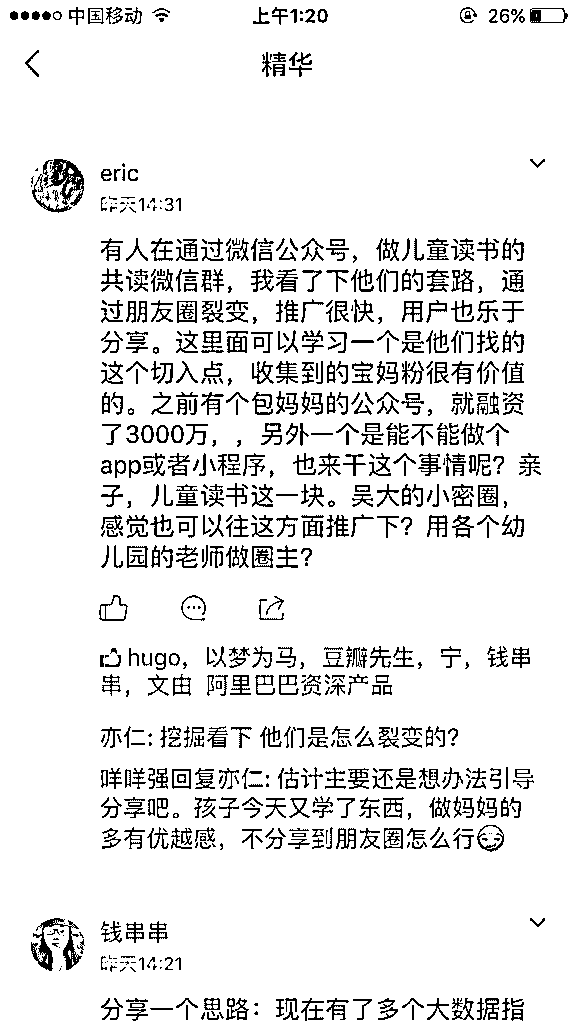 中国移动 上午1:20 26%
精华
eric
昨天14:31
有人在通过微信公众号，做儿童读书的
共读微信群，我看了下他们的套路，通
过朋友圈裂变，推广很快，用户也乐于
分享。这里面可以学习一个是他们找的
这个切入点，收集到的宝妈粉很有价值
的。之前有个包妈妈的公众号，就融资
了3000万，，另外一个是能不能做个
app或者小程序，也来干这个事情呢？亲
子，儿童读书这一块。吴大的小密圈，
感觉也可以往这方面推广下？用各个幼
儿园的老师做圈主？
hugo，以梦为马，豆瓣先生，宁，钱串
串，文由 阿里巴巴资深产品
亦仁: 挖掘看下 他们是怎么裂变的？
咩咩强回复亦仁: 估计主要还是想办法引导
分享吧。孩子今天又学了东西，做妈妈的
多有优越感，不分享到朋友圈怎么行😏
钱串串
昨天14:21
分享一个思路：现在有了多个大数据指